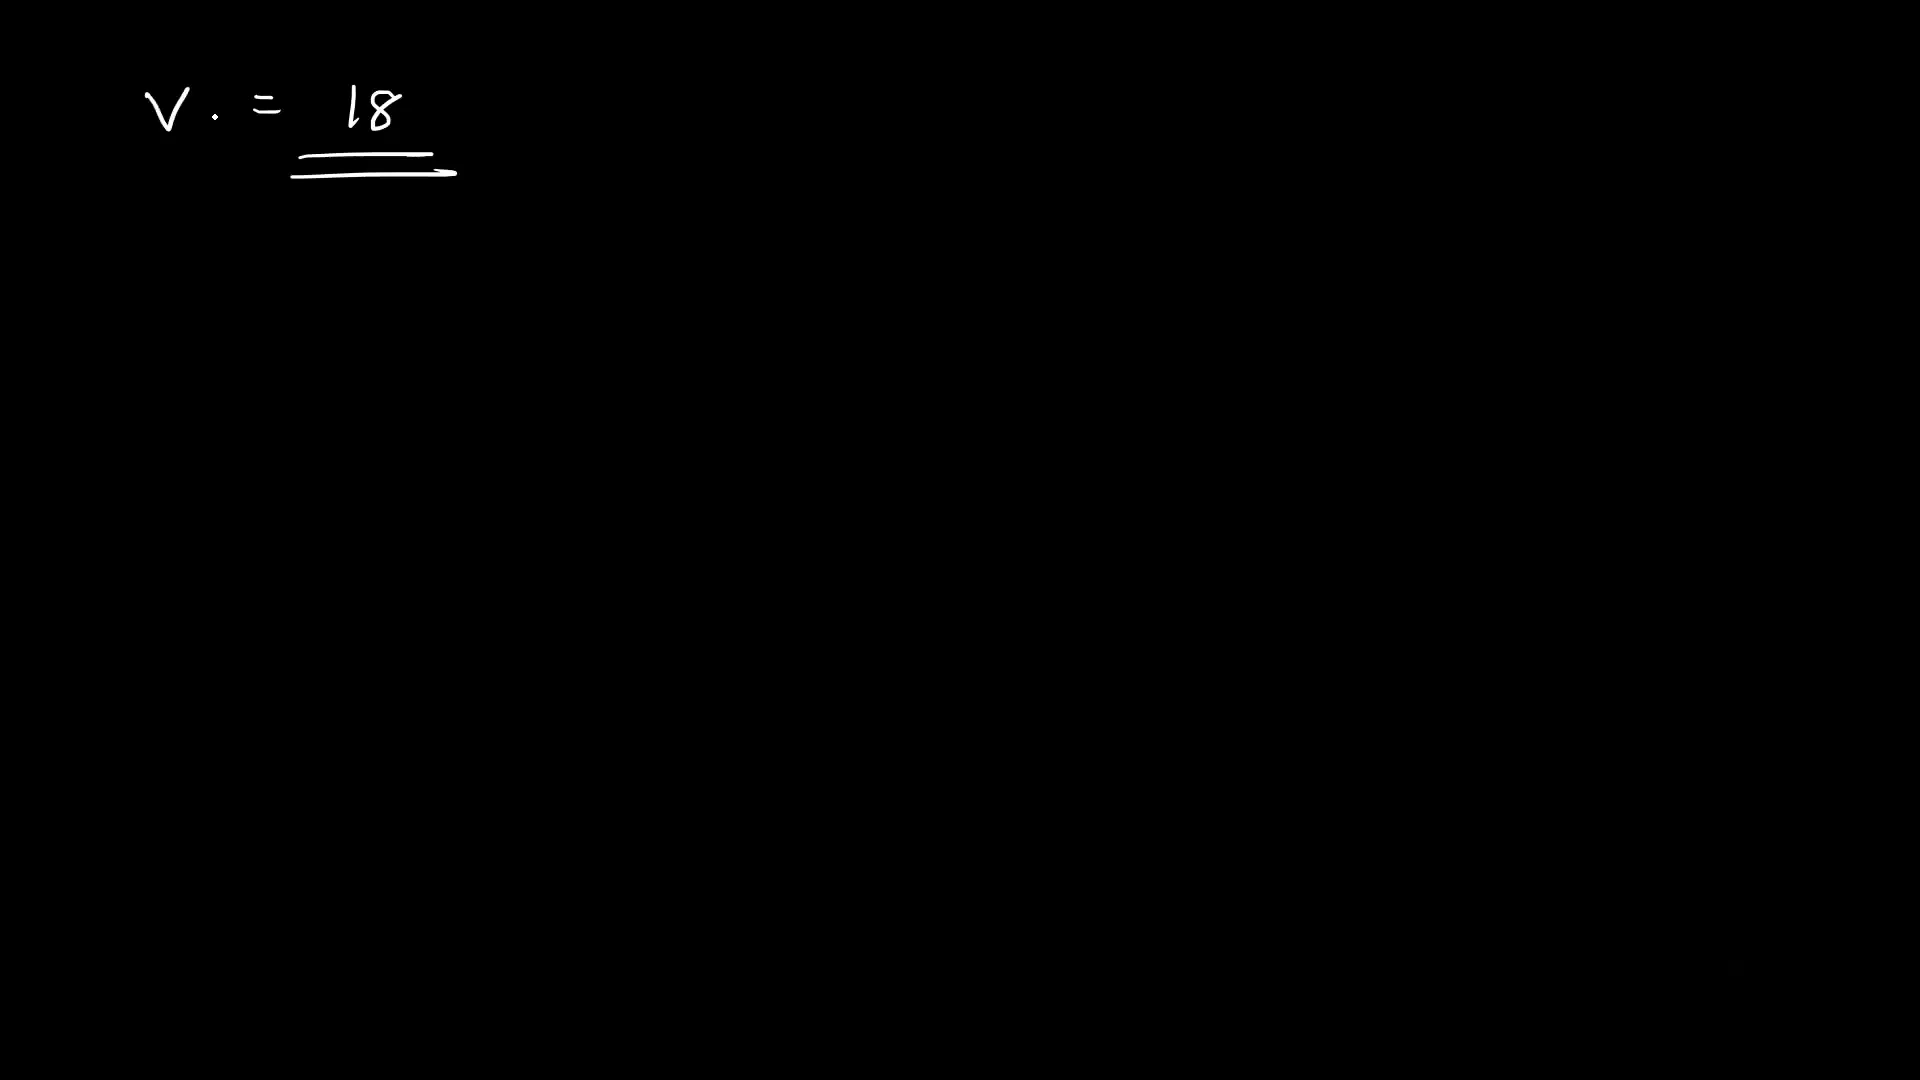 V . = 18